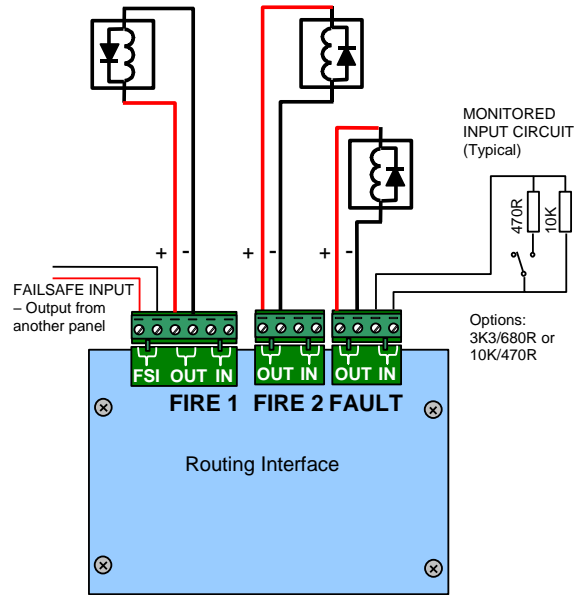 MONITORED
INPUT CIRCUIT
(Typical)
470R
10K
+ - + - + -
FAILSAFE INPUT
– Output from
another panel
Options:
3K3/680R or
10K/470R
FSI OUT IN OUT IN OUT IN
FIRE 1 FIRE 2 FAULT
Routing Interface